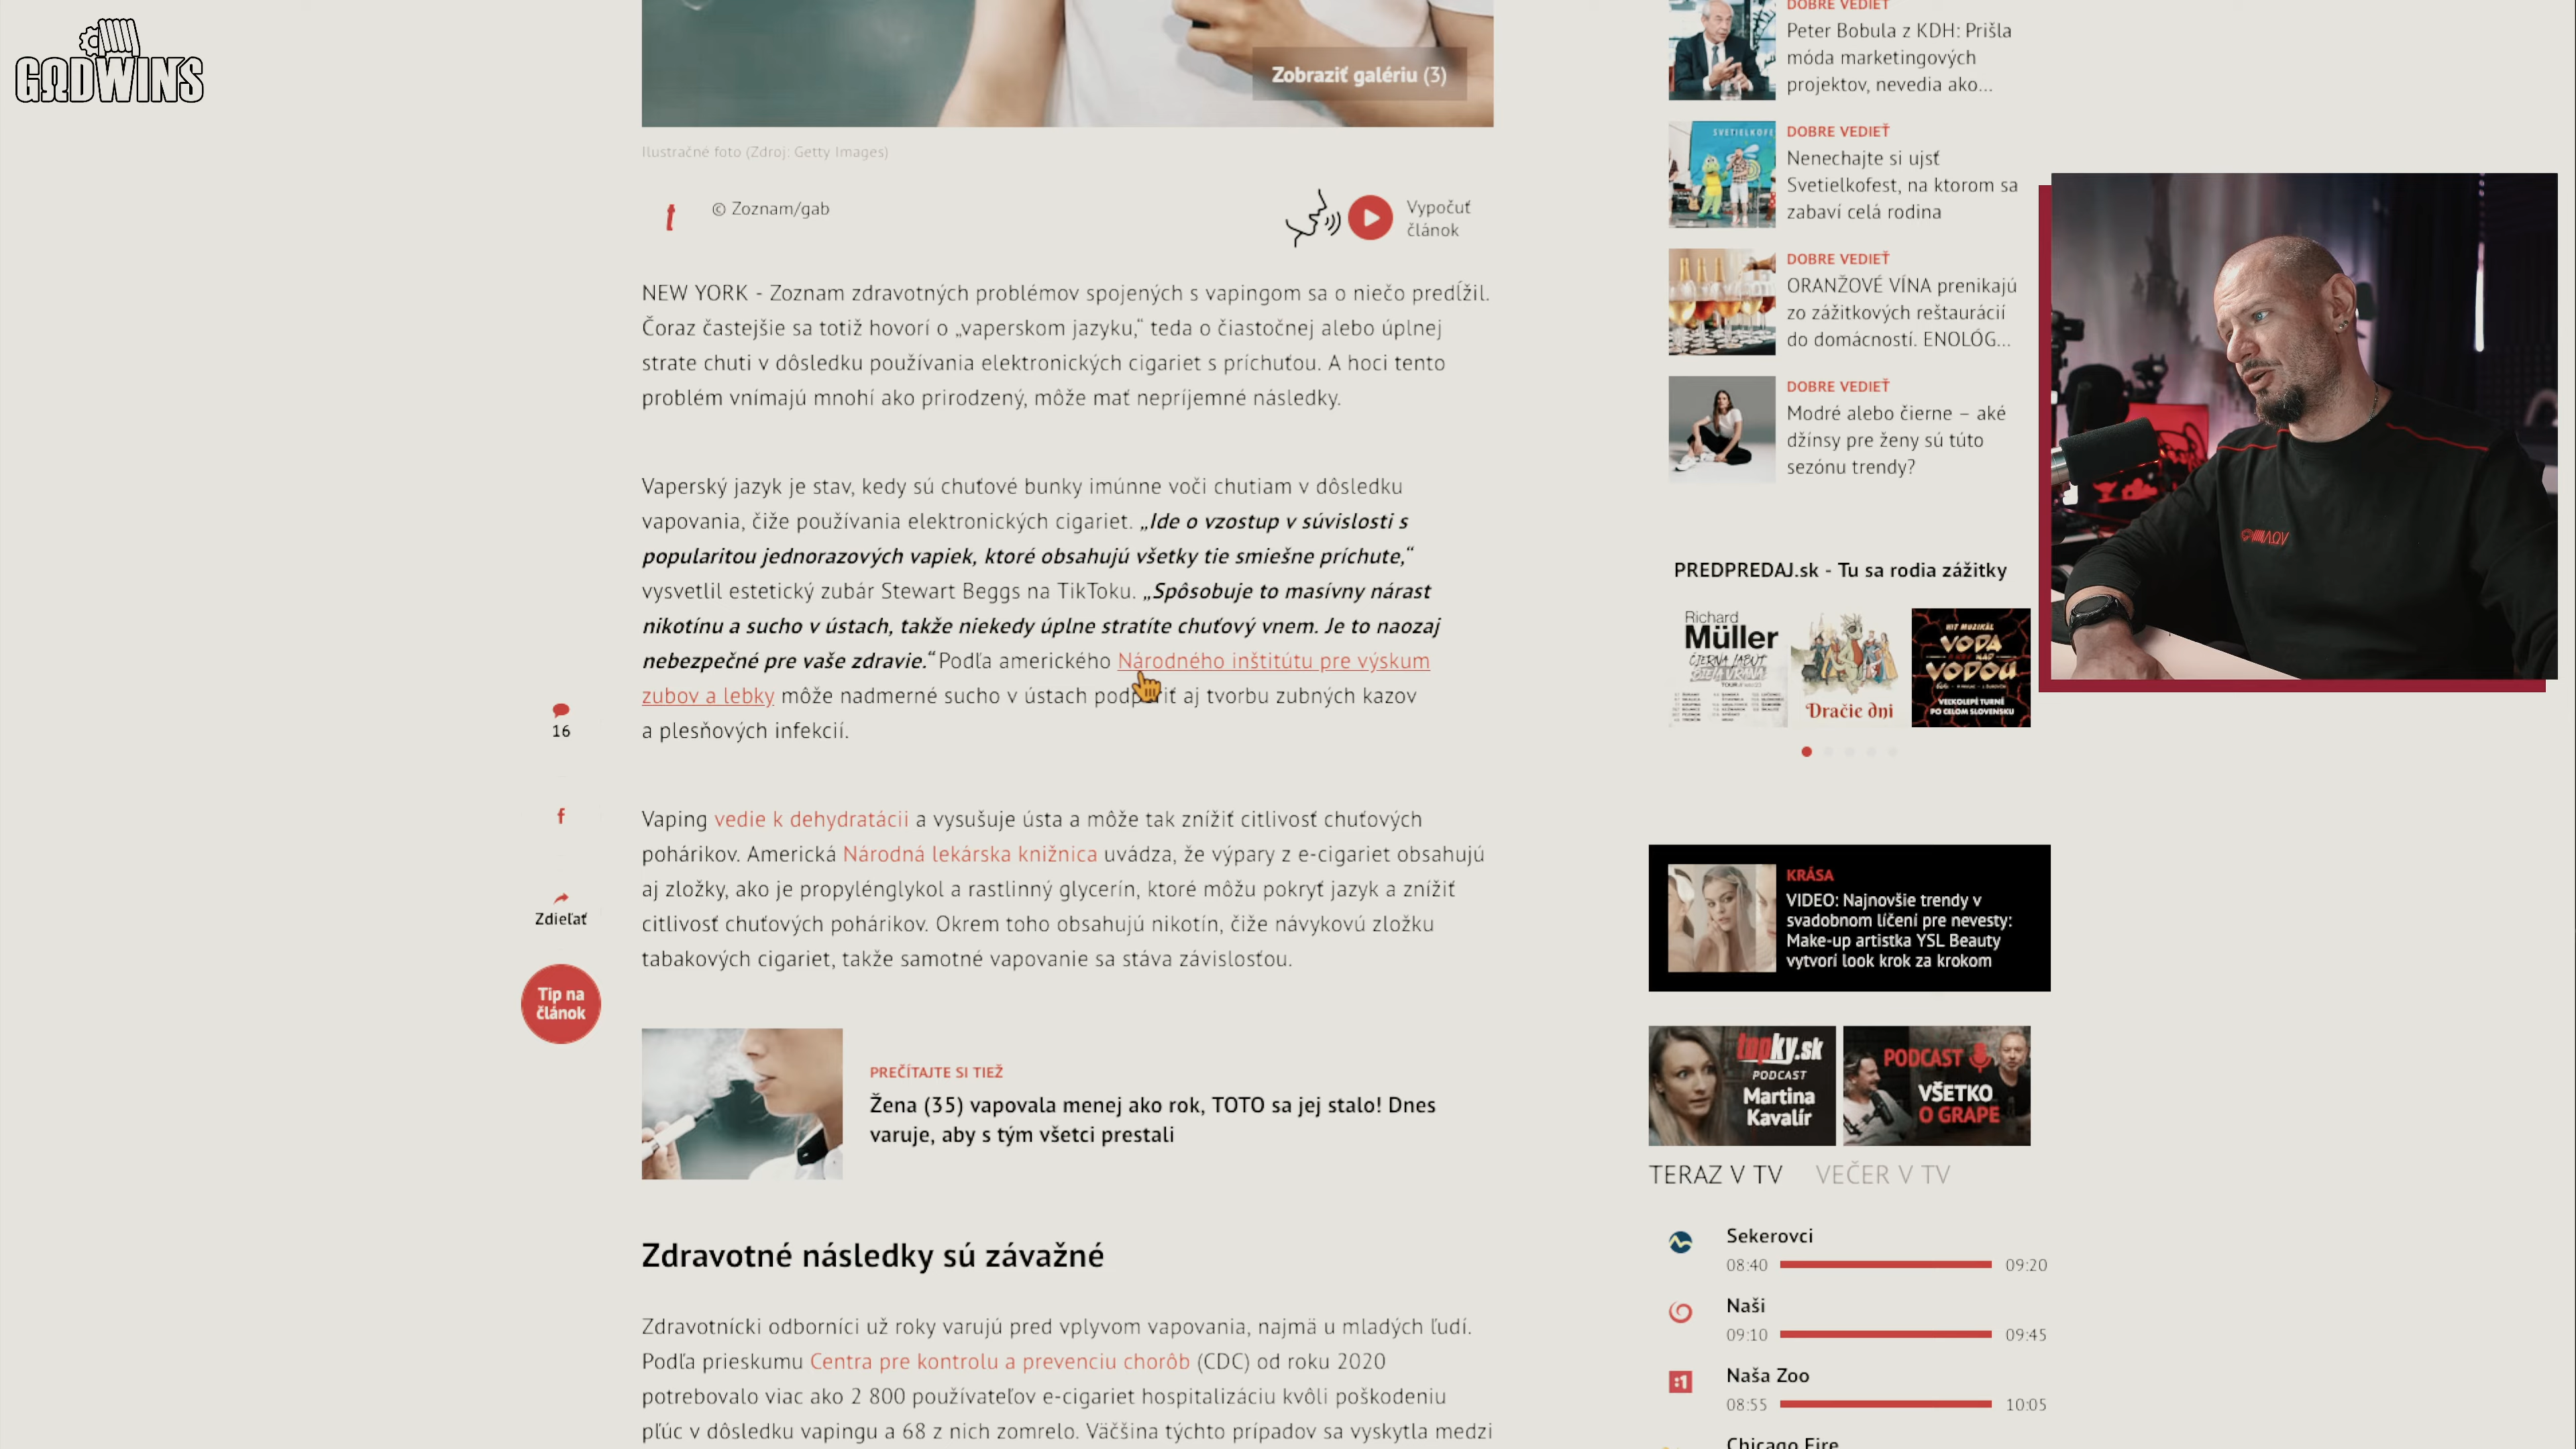 GΩDWINS
Zobraziť galériu (3)
Ilustračné foto (Zdroj: Getty Images)
© Zoznam/gab
Vypočuť
článok
NEW YORK - Zoznam zdravotných problémov spojených s vapingom sa o niečo predĺžil.
Čoraz častejšie sa totiž hovorí o „vaperskom jazyku,“ teda o čiastočnej alebo úplnej
strate chuti v dôsledku používania elektronických cigariet s príchuťou. A hoci tento
problém vnímajú mnohí ako prirodzený, môže mať nepríjemné následky.
Vaperský jazyk je stav, kedy sú chuťové bunky imúnne voči chutiam v dôsledku
vapovania, čiže používania elektronických cigariet. „Ide o vzostup v súvislosti s
popularitou jednorazových vapiek, ktoré obsahujú všetky tie smiešne príchute,“
vysvetlil estetický zubár Stewart Beggs na TikToku. „Spôsobuje to masívny nárast
nikotínu a sucho v ústach, takže niekedy úplne stratíte chuťový vnem. Je to naozaj
nebezpečné pre vaše zdravie.“ Podľa amerického Národného inštitútu pre výskum
zubov a lebky môže nadmerné sucho v ústach podporiť aj tvorbu zubných kazov
a plesňových infekcií.
16
Zdieľať
Tip na
článok
Vaping vedie k dehydratácii a vysušuje ústa a môže tak znížiť citlivosť chuťových
pohárikov. Americká Národná lekárska knižnica uvádza, že výpary z e-cigariet obsahujú
aj zložky, ako je propylénglykol a rastlinný glycerín, ktoré môžu pokryť jazyk a znížiť
citlivosť chuťových pohárikov. Okrem toho obsahujú nikotín, čiže návykovú zložku
tabakových cigariet, takže samotné vapovanie sa stáva závislosťou.
PREČÍTAJTE SI TIEŽ
Žena (35) vapovala menej ako rok, TOTO sa jej stalo! Dnes
varuje, aby s tým všetci prestali
Zdravotné následky sú závažné
Zdravotnícki odborníci už roky varujú pred vplyvom vapovania, najmä u mladých ľudí.
Podľa prieskumu Centra pre kontrolu a prevenciu chorôb (CDC) od roku 2020
potrebovalo viac ako 2 800 používateľov e-cigariet hospitalizáciu kvôli poškodeniu
pľúc v dôsledku vapingu a 68 z nich zomrelo. Väčšina týchto prípadov sa vyskytla medzi
DOBRE VEDIEŤ
Peter Bobula z KDH: Prišla
móda marketingových
projektov, nevedia ako...
SVETIELKOFE
DOBRE VEDIEŤ
Nenechajte si ujsť
Svetielkofest, na ktorom sa
zabaví celá rodina
DOBRE VEDIEŤ
ORANŽOVÉ VÍNA prenikajú
zo zážitkových reštaurácií
do domácností. ENOLÓG...
DOBRE VEDIEŤ
Modré alebo čierne – aké
džínsy pre ženy sú túto
sezónu trendy?
PREDPREDAJ.sk - Tu sa rodia zážitky
Richard
Müller
ČIERNA LABUŤ
BIELA VRANA
Dračie dni
HIT MUZIKÁL
VODA
VODOU
VEĽKOLEPÉ TURNÉ
PO CELOM SLOVENSKU
KRÁSA
VIDEO: Najnovšie trendy v
svadobnom líčení pre nevesty:
Make-up artistka YSL Beauty
vytvorí look krok za krokom
topky.sk
PODCAST
Martina
Kavalír
PODCAST
VŠETKO
O GRAPE
TERAZ V TV VEČER V TV
Sekerovci
08:40 09:20
Naši
09:10 09:45
:1 Naša Zoo
08:55 10:05
Chicago Fire